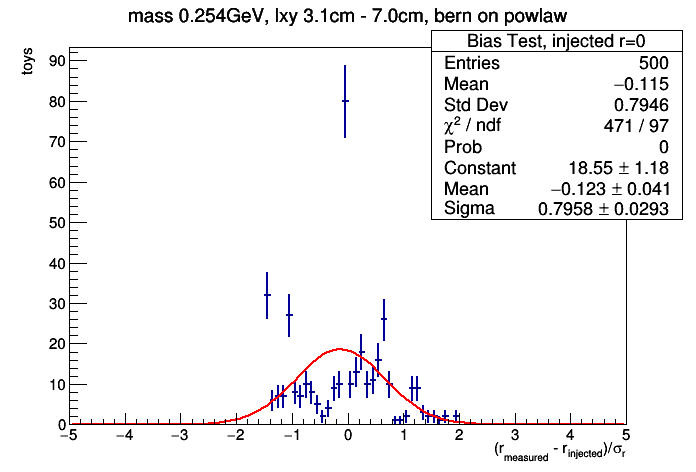 mass 0.254GeV, lxy 3.1cm - 7.0cm, bern on powlaw
Bias Test, injected r=0
Entries 500
Mean −0.115
Std Dev 0.7946
χ² / ndf 471 / 97
Prob 0
Constant 18.55 ± 1.18
Mean −0.123 ± 0.041
Sigma 0.7958 ± 0.0293
toys
90
80
70
60
50
40
30
20
10
0
−5 −4 −3 −2 −1 0 1 2 3 4 5
(r_measured - r_injected)/σ_r